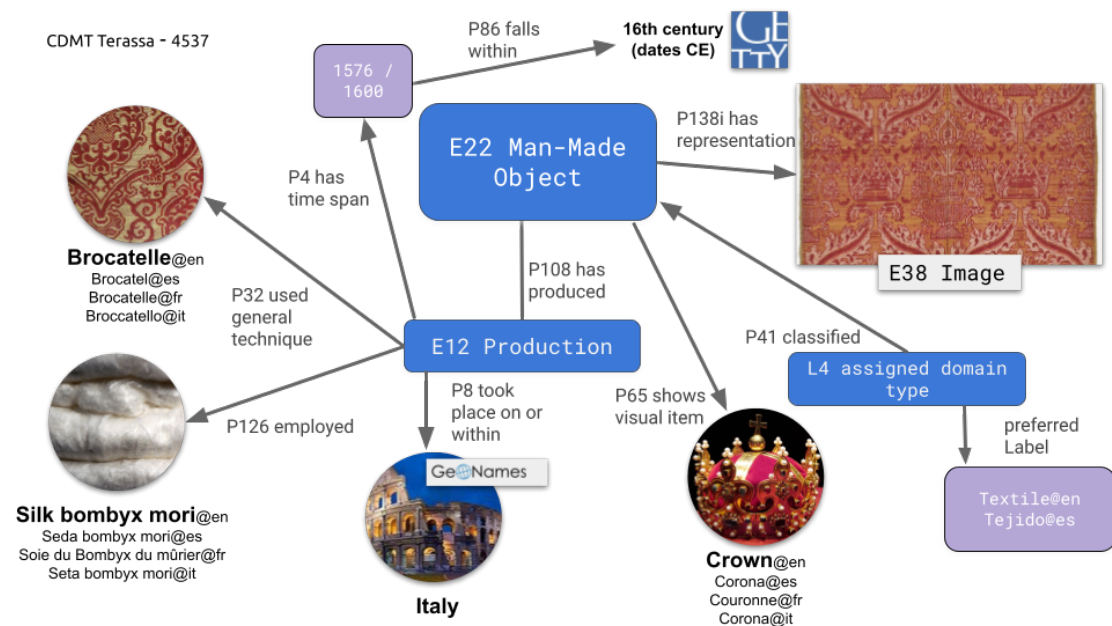 CDMT Terassa - 4537
P86 falls
within
16th century
(dates CE)
GE
TTY
1576 /
1600
E22 Man-Made
Object
P138i has
representation
P4 has
time span
Brocatelle@en
Brocatel@es
Brocatelle@fr
Broccatello@it
P32 used
general
technique
P108 has
produced
E38 Image
E12 Production
P41 classified
L4 assigned domain
type
P126 employed
P8 took
place on or
within
P65 shows
visual item
preferred
Label
GeoNames
Silk bombyx mori@en
Seda bombyx mori@es
Soie du Bombyx du mûrier@fr
Seta bombyx mori@it
Textile@en
Tejido@es
Italy
Crown@en
Corona@es
Couronne@fr
Corona@it